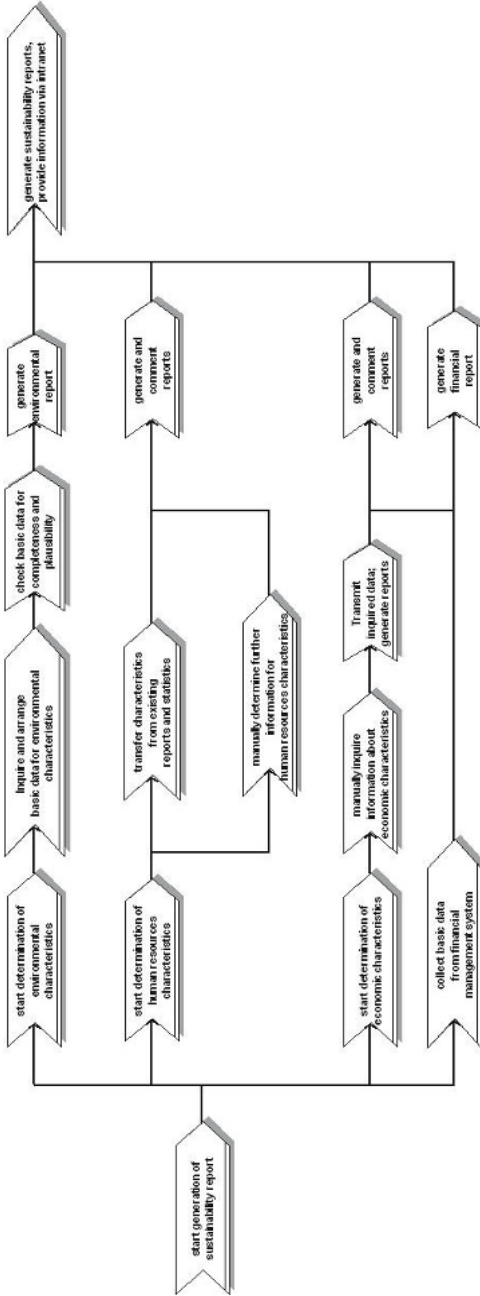 start generation of
sustainability report
start determination of
environmental
characteristics
Inquire and arrange
basic data for environmental
characteristics
check basic data for
completeness and
plausibility
generate
environmental
report
generate sustainability reports,
provide information via intranet
start determination of
human resources
characteristics
transfer characteristics
from existing
reports and statistics
manually determine further
information for
human resources characteristics
generate and
comment
reports
start determination of
economic characteristics
manually inquire
information about
economic characteristics
Transmit
inquired data;
generate reports
generate and
comment reports
collect basic data
from financial
management system
generate
financial
report